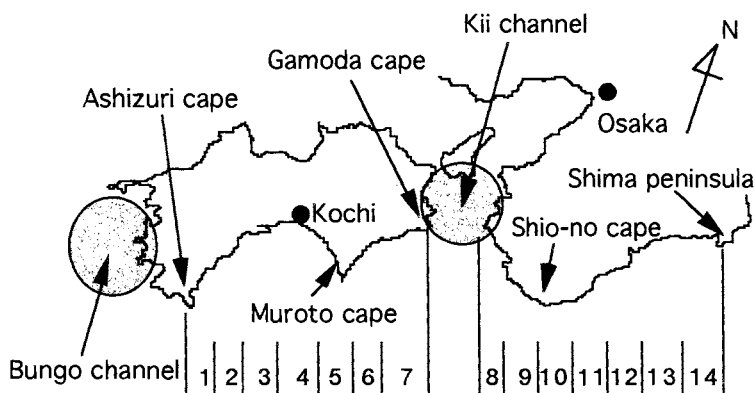 Kii channel
N
Gamoda cape
Ashizuri cape
Osaka
Shima peninsula
Kochi
Shio-no cape
Muroto cape
Bungo channel
1 2 3 4 5 6 7 8 9 10 11 12 13 14